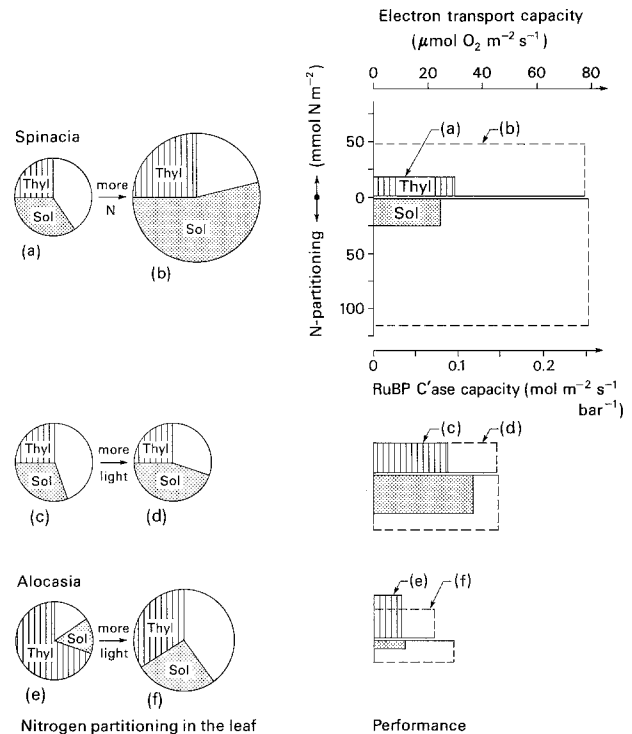 Electron transport capacity
(μmol O₂ m⁻² s⁻¹)
0 20 40 60 80
Spinacia
Thyl
Sol
(a)
more
N
Thyl
Sol
(b)
N-partitioning (mmol N m⁻²)
50
0
50
100
(a)
(b)
Thyl
Sol
0 0.1 0.2
RuBP C'ase capacity (mol m⁻² s⁻¹
bar⁻¹)
Thyl
Sol
(c)
more
light
Thyl
Sol
(d)
(c)
(d)
Alocasia
Thyl
Sol
(e)
more
light
Thyl
Sol
(f)
(e)
(f)
Nitrogen partitioning in the leaf
Performance